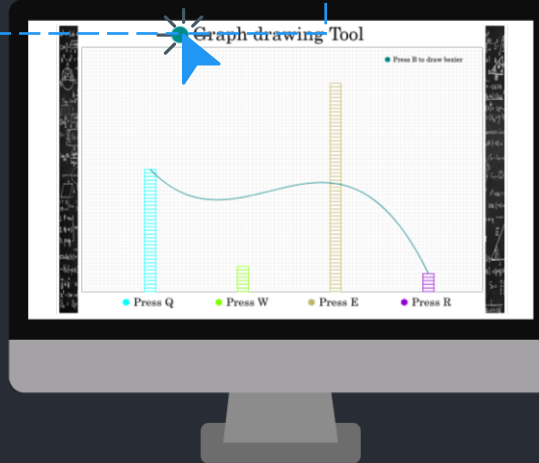 Graph drawing Tool
Press B to draw bezier
Press Q
Press W
Press E
Press R